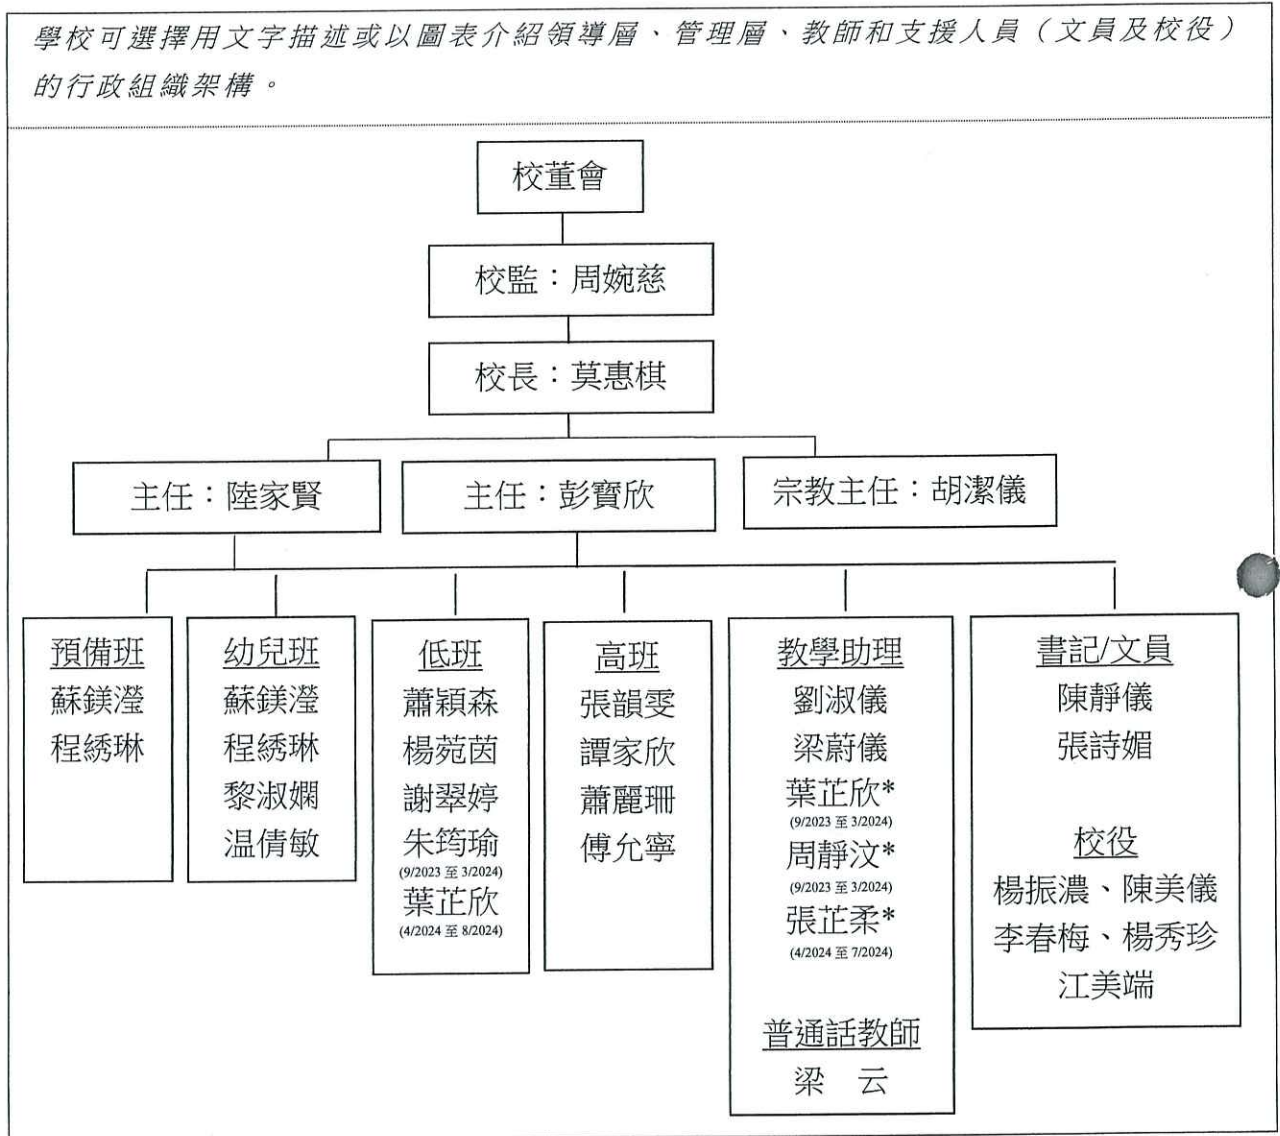 學校可選擇用文字描述或以圖表介紹領導層、管理層、教師和支援人員（文員及校役）
的行政組織架構。
校董會
校監：周婉慈
校長：莫惠棋
主任：陸家賢
主任：彭寶欣
宗教主任：胡潔儀
預備班
蘇鎂瀅
程綉琳
幼兒班
蘇鎂瀅
程綉琳
黎淑嫻
温倩敏
低班
蕭穎森
楊菀茵
謝翠婷
朱筠瑜
(9/2023 至 3/2024)
葉芷欣
(4/2024 至 8/2024)
高班
張韻雯
譚家欣
蕭麗珊
傅允寧
教學助理
劉淑儀
梁蔚儀
葉芷欣*
(9/2023 至 3/2024)
周靜汶*
(9/2023 至 3/2024)
張芷柔*
(4/2024 至 7/2024)
普通話教師
梁　云
書記/文員
陳靜儀
張詩媚
校役
楊振濃、陳美儀
李春梅、楊秀珍
江美端